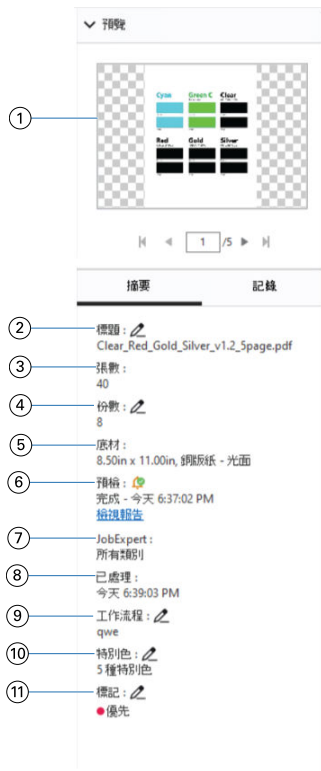 預覽
①
Cyan Green C Clear
Red Gold Silver
1 /5
摘要 記錄
② 標題：
Clear_Red_Gold_Silver_v1.2_5page.pdf
③ 張數：
40
④ 份數：
8
⑤ 底材：
8.50in x 11.00in, 銅版紙 - 光面
⑥ 預檢：
完成 - 今天 6:37:02 PM
檢視報告
⑦ JobExpert：
所有類別
⑧ 已處理：
今天 6:39:03 PM
⑨ 工作流程：
qwe
⑩ 特別色：
5 種特別色
⑪ 標記：
優先